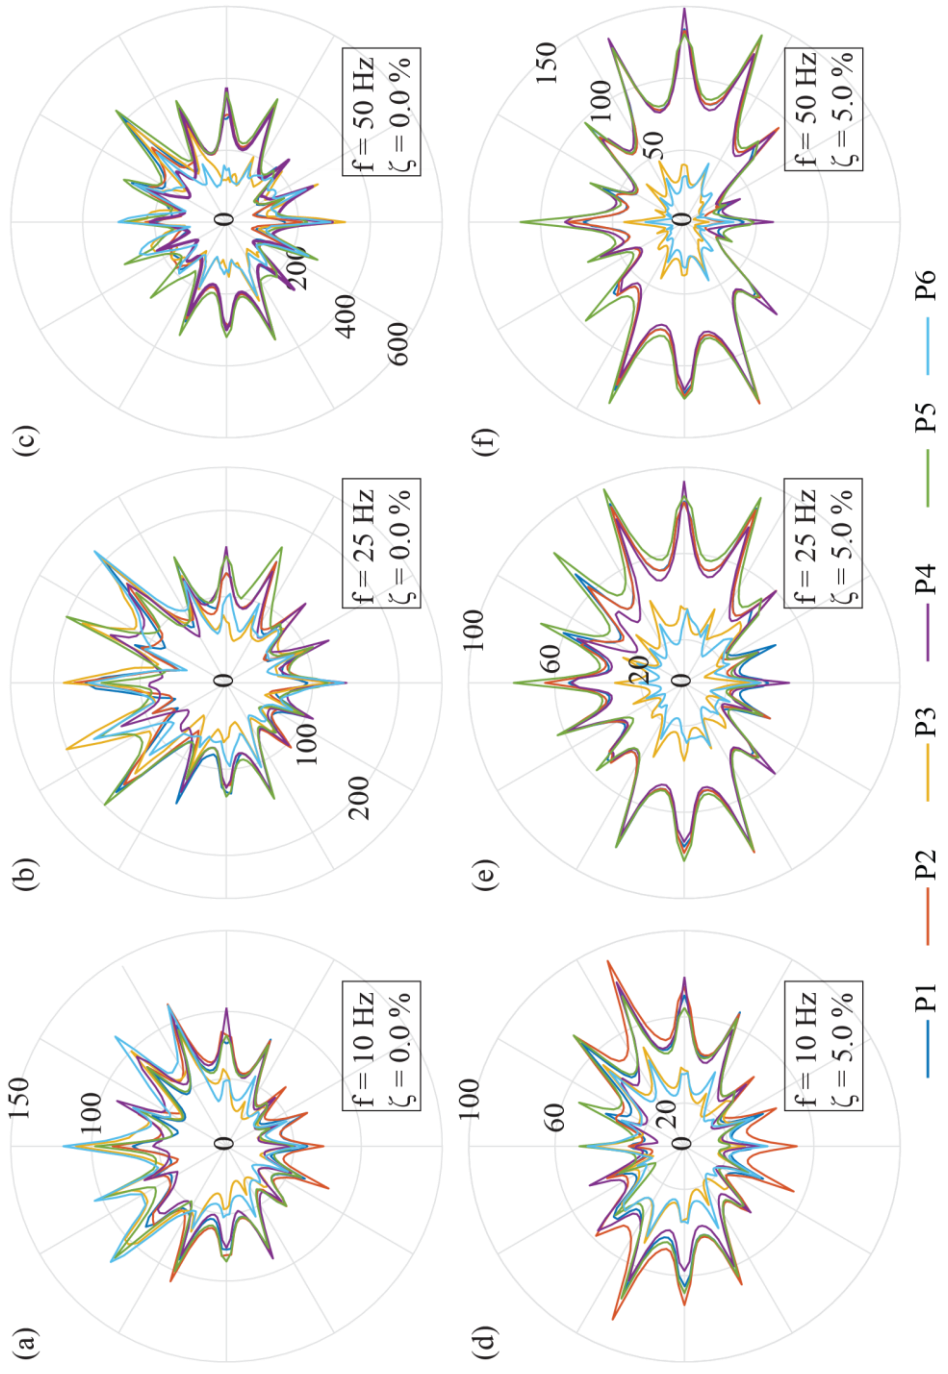 (a)
150
100
0
f = 10 Hz
ζ = 0.0 %
(b)
0
100
200
f = 25 Hz
ζ = 0.0 %
(c)
0
200
400
600
f = 50 Hz
ζ = 0.0 %
(d)
100
60
20
0
f = 10 Hz
ζ = 5.0 %
(e)
100
60
20
0
f = 25 Hz
ζ = 5.0 %
(f)
150
100
50
0
f = 50 Hz
ζ = 5.0 %
P1 P2 P3 P4 P5 P6